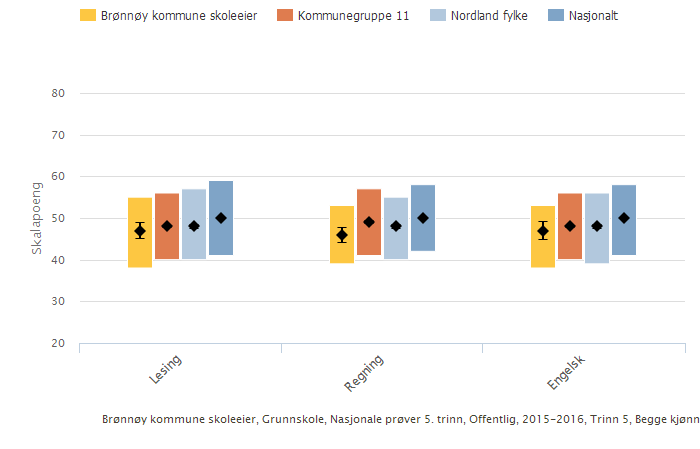 Brønnøy kommune skoleeier Kommunegruppe 11 Nordland fylke Nasjonalt
80
70
60
50
40
30
20
Skalapoeng
Lesing Regning Engelsk
Brønnøy kommune skoleeier, Grunnskole, Nasjonale prøver 5. trinn, Offentlig, 2015-2016, Trinn 5, Begge kjønn